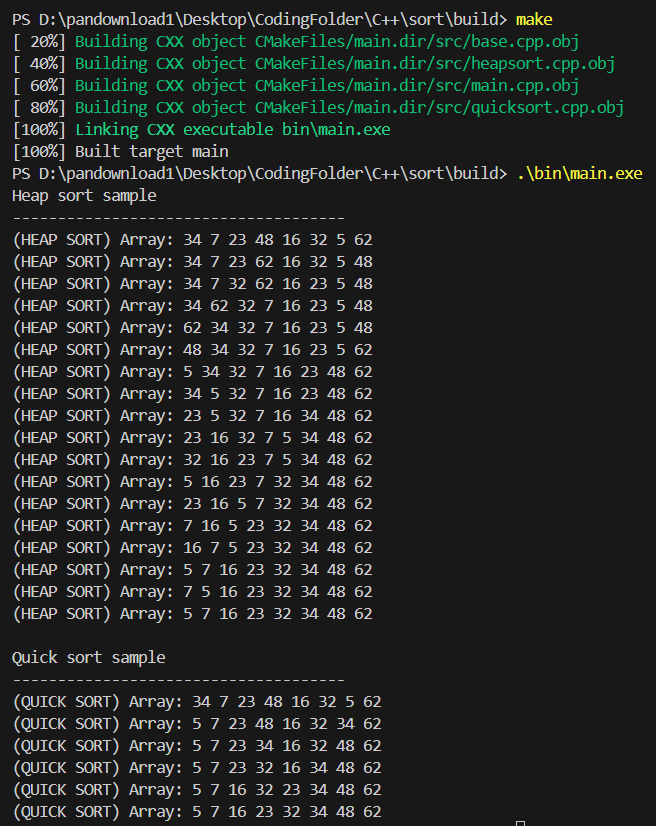 PS D:\pandownload1\Desktop\CodingFolder\C++\sort\build> make
[ 20%] Building CXX object CMakeFiles/main.dir/src/base.cpp.obj
[ 40%] Building CXX object CMakeFiles/main.dir/src/heapsort.cpp.obj
[ 60%] Building CXX object CMakeFiles/main.dir/src/main.cpp.obj
[ 80%] Building CXX object CMakeFiles/main.dir/src/quicksort.cpp.obj
[100%] Linking CXX executable bin\main.exe
[100%] Built target main
PS D:\pandownload1\Desktop\CodingFolder\C++\sort\build> .\bin\main.exe
Heap sort sample
-------------------------------------
(HEAP SORT) Array: 34 7 23 48 16 32 5 62
(HEAP SORT) Array: 34 7 23 62 16 32 5 48
(HEAP SORT) Array: 34 7 32 62 16 23 5 48
(HEAP SORT) Array: 34 62 32 7 16 23 5 48
(HEAP SORT) Array: 62 34 32 7 16 23 5 48
(HEAP SORT) Array: 48 34 32 7 16 23 5 62
(HEAP SORT) Array: 5 34 32 7 16 23 48 62
(HEAP SORT) Array: 34 5 32 7 16 23 48 62
(HEAP SORT) Array: 23 5 32 7 16 34 48 62
(HEAP SORT) Array: 23 16 32 7 5 34 48 62
(HEAP SORT) Array: 32 16 23 7 5 34 48 62
(HEAP SORT) Array: 5 16 23 7 32 34 48 62
(HEAP SORT) Array: 23 16 5 7 32 34 48 62
(HEAP SORT) Array: 7 16 5 23 32 34 48 62
(HEAP SORT) Array: 16 7 5 23 32 34 48 62
(HEAP SORT) Array: 5 7 16 23 32 34 48 62
(HEAP SORT) Array: 7 5 16 23 32 34 48 62
(HEAP SORT) Array: 5 7 16 23 32 34 48 62
Quick sort sample
-------------------------------------
(QUICK SORT) Array: 34 7 23 48 16 32 5 62
(QUICK SORT) Array: 5 7 23 48 16 32 34 62
(QUICK SORT) Array: 5 7 23 34 16 32 48 62
(QUICK SORT) Array: 5 7 23 32 16 34 48 62
(QUICK SORT) Array: 5 7 16 32 23 34 48 62
(QUICK SORT) Array: 5 7 16 23 32 34 48 62